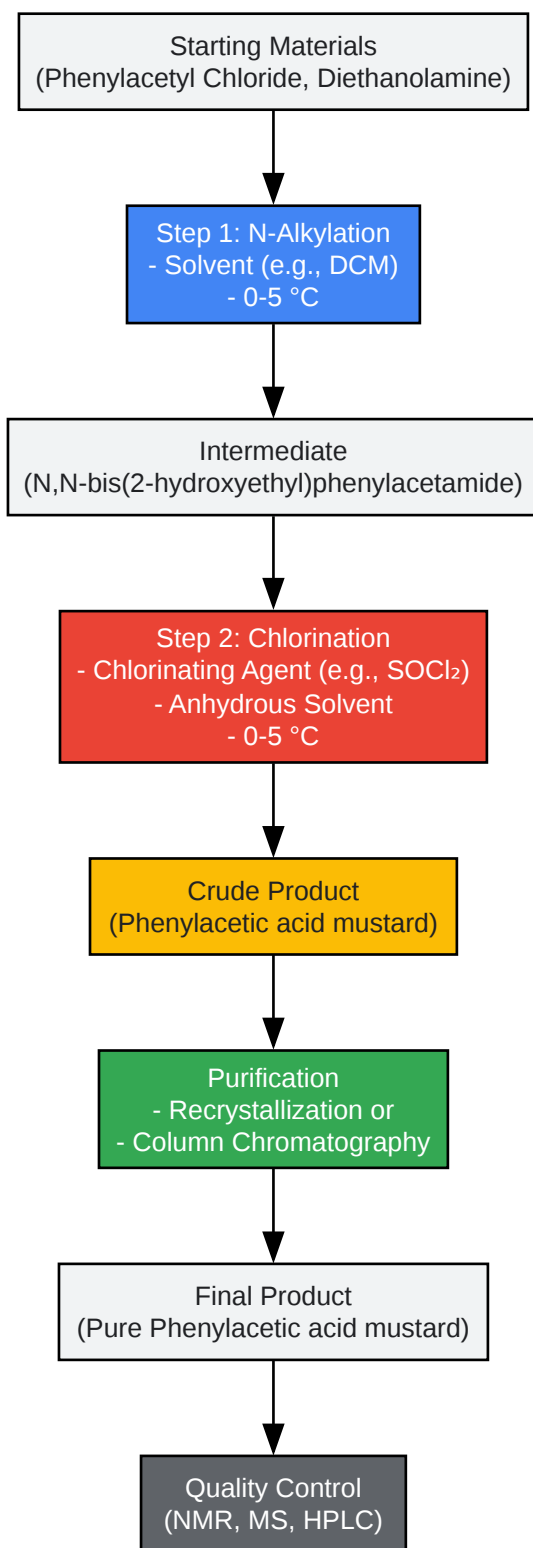 Starting Materials
(Phenylacetyl Chloride, Diethanolamine)
Step 1: N-Alkylation
- Solvent (e.g., DCM)
- 0-5 °C
Intermediate
(N,N-bis(2-hydroxyethyl)phenylacetamide)
Step 2: Chlorination
- Chlorinating Agent (e.g., SOCl₂)
- Anhydrous Solvent
- 0-5 °C
Crude Product
(Phenylacetic acid mustard)
Purification
- Recrystallization or
- Column Chromatography
Final Product
(Pure Phenylacetic acid mustard)
Quality Control
(NMR, MS, HPLC)